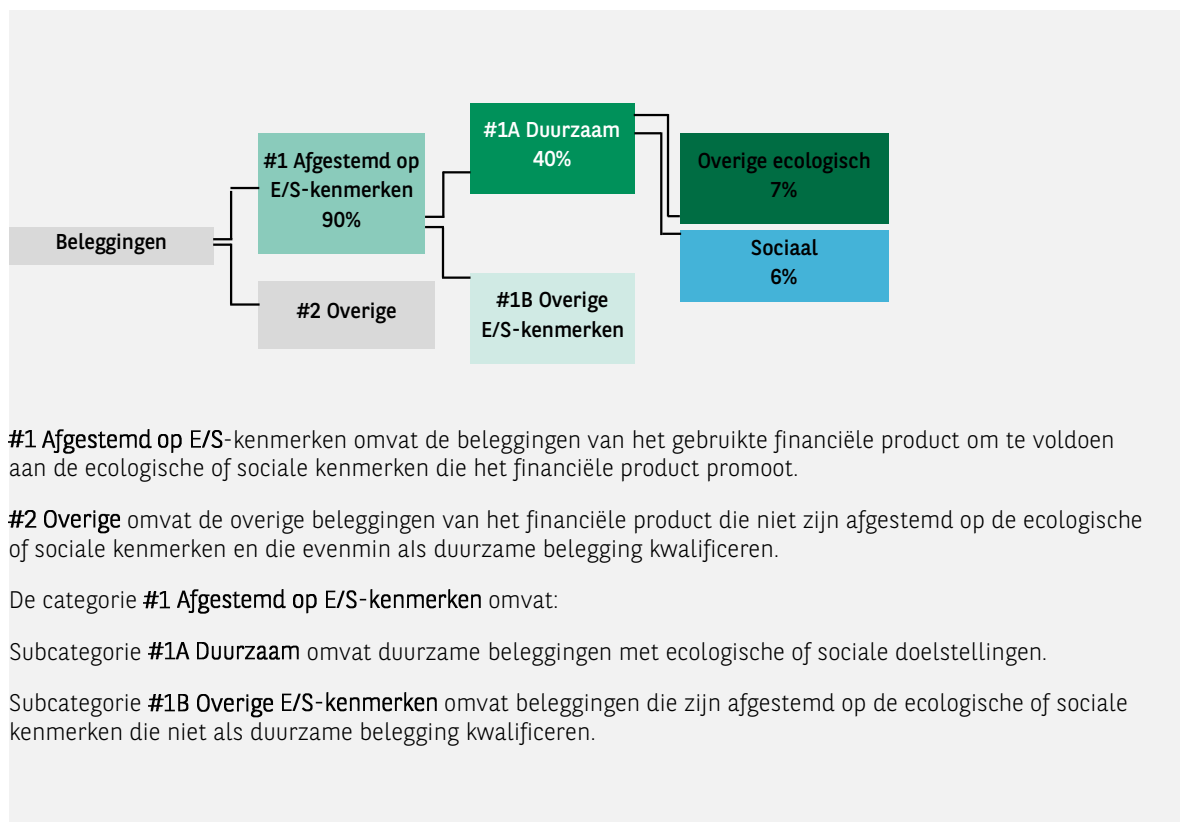 #1A Duurzaam
40%
#1 Afgestemd op
E/S-kenmerken
90%
Overige ecologisch
7%
Beleggingen
Sociaal
6%
#2 Overige
#1B Overige
E/S-kenmerken
#1 Afgestemd op E/S-kenmerken omvat de beleggingen van het gebruikte financiële product om te voldoen
aan de ecologische of sociale kenmerken die het financiële product promoot.
#2 Overige omvat de overige beleggingen van het financiële product die niet zijn afgestemd op de ecologische
of sociale kenmerken en die evenmin als duurzame belegging kwalificeren.
De categorie #1 Afgestemd op E/S-kenmerken omvat:
Subcategorie #1A Duurzaam omvat duurzame beleggingen met ecologische of sociale doelstellingen.
Subcategorie #1B Overige E/S-kenmerken omvat beleggingen die zijn afgestemd op de ecologische of sociale
kenmerken die niet als duurzame belegging kwalificeren.